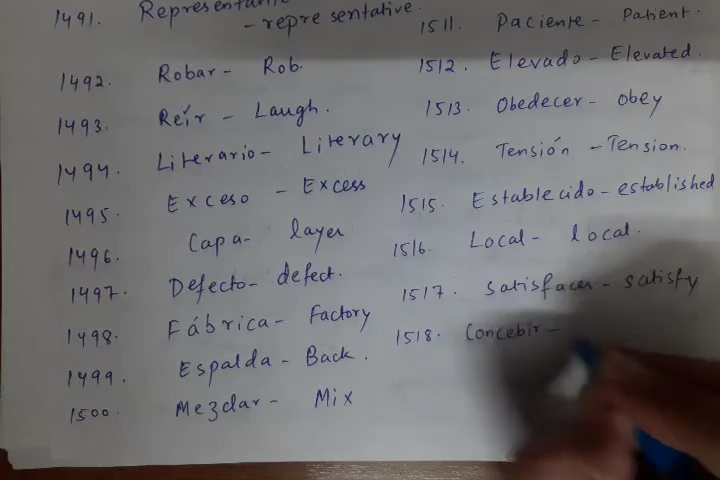 1491. Representante
- representative.
1492. Robar - Rob.
1493. Reír - Laugh.
1494. Literario - Literary
1495. Exceso - Excess
1496. Capa - layer
1497. Defecto - defect.
1498. Fábrica - Factory
1499. Espalda - Back.
1500. Mezclar - Mix
1511. Paciente - Patient.
1512. Elevado - Elevated.
1513. Obedecer - obey
1514. Tensión - Tension.
1515. Establecido - established
1516. Local - local.
1517. Satisfacer - satisfy
1518. Concebir -